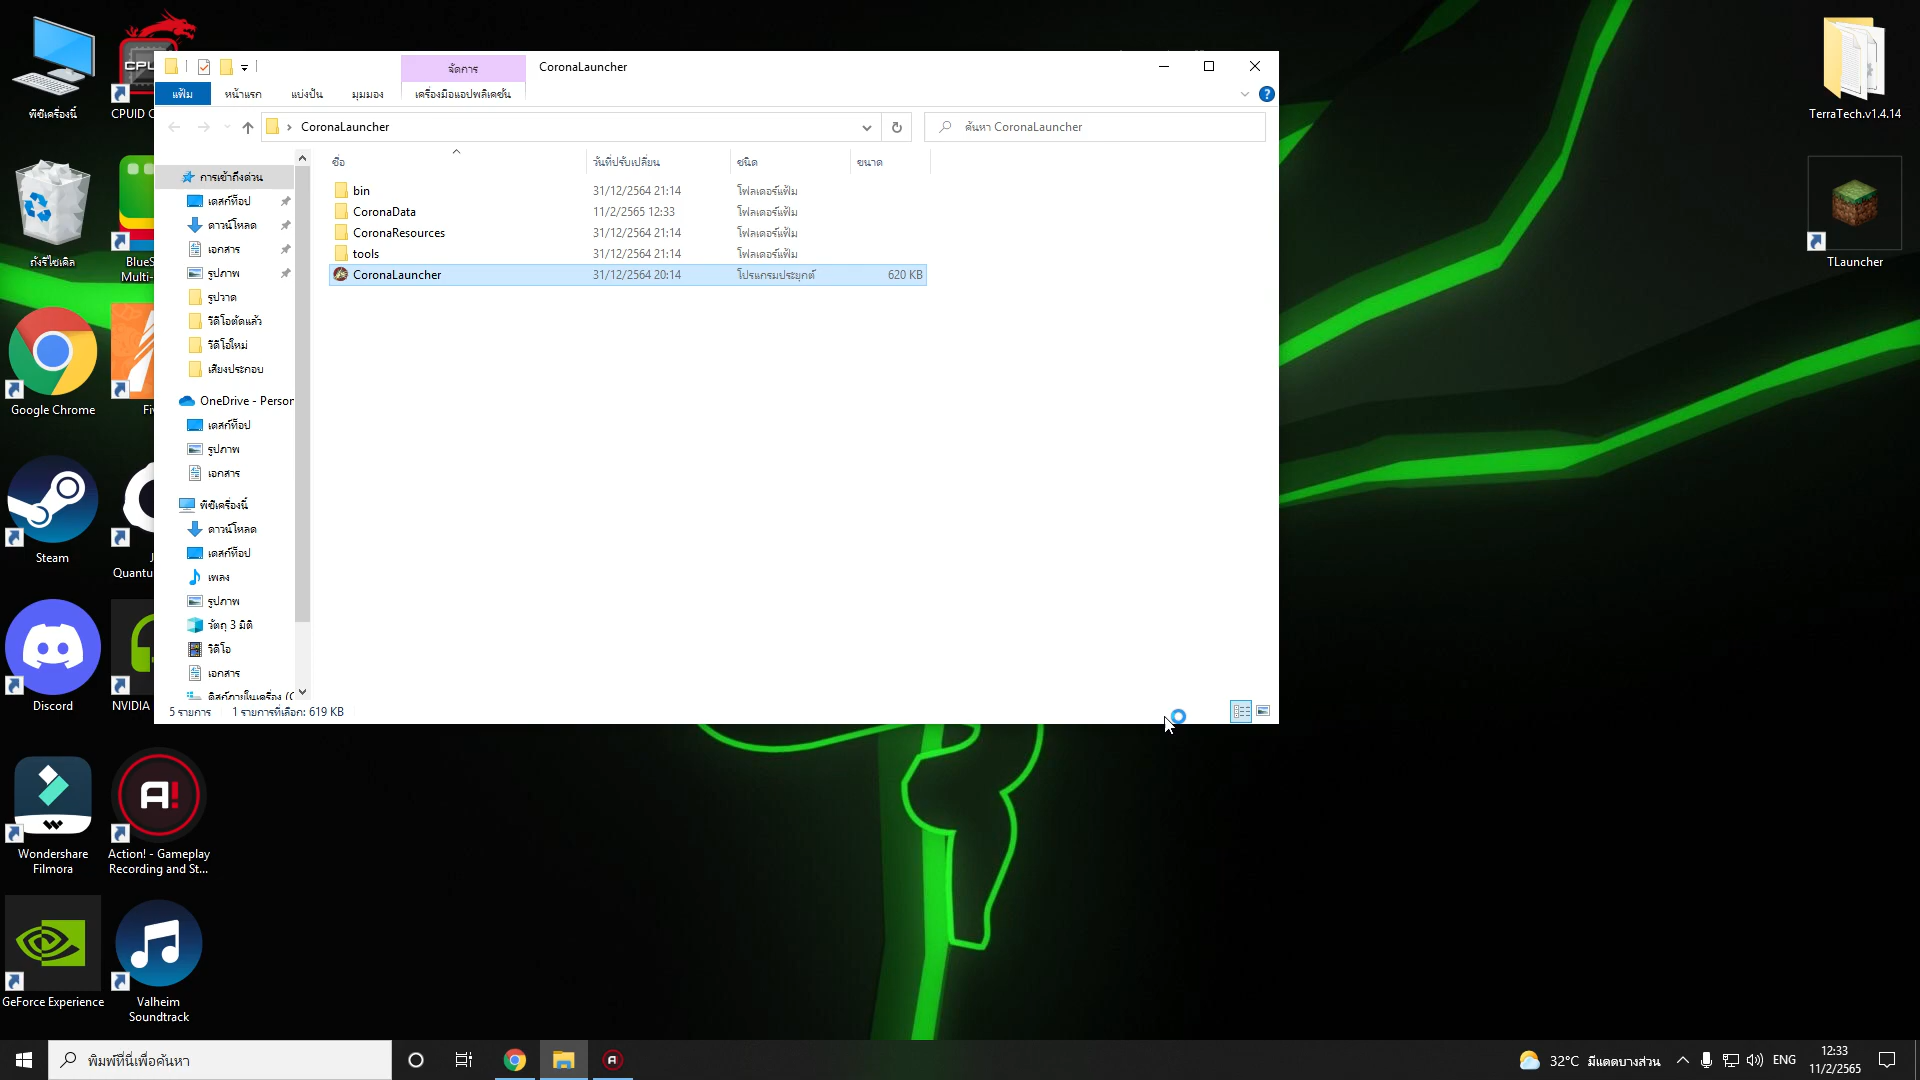 พีซีเครื่องนี้
CPUID C
TerraTech.v1.4.14
จัดการ
CoronaLauncher
แฟ้ม
หน้าแรก
แบ่งปัน
มุมมอง
เครื่องมือแอปพลิเคชัน
CoronaLauncher
ค้นหา CoronaLauncher
ชื่อ
วันที่ปรับเปลี่ยน
ชนิด
ขนาด
bin 31/12/2564 21:14 โฟลเดอร์แฟ้ม
CoronaData 11/2/2565 12:33 โฟลเดอร์แฟ้ม
CoronaResources 31/12/2564 21:14 โฟลเดอร์แฟ้ม
tools 31/12/2564 21:14 โฟลเดอร์แฟ้ม
CoronaLauncher 31/12/2564 20:14 โปรแกรมประยุกต์ 620 KB
การเข้าถึงด่วน
เดสก์ท็อป
ดาวน์โหลด
เอกสาร
รูปภาพ
รูปวาด
วีดิโอตัดแล้ว
วีดิโอใหม่
เสียงประกอบ
OneDrive - Person
เดสก์ท็อป
รูปภาพ
เอกสาร
พีซีเครื่องนี้
ดาวน์โหลด
เดสก์ท็อป
เพลง
รูปภาพ
วัตถุ 3 มิติ
วิดีโอ
เอกสาร
ดิสก์ภายในเครื่อง (C
5 รายการ
1 รายการที่เลือก: 619 KB
ถังรีไซเคิล
BlueS
Multi-
TLauncher
Google Chrome
Fi
Steam
J
Quantu
Discord
NVIDIA
Wondershare
Filmora
Action! - Gameplay
Recording and St...
GeForce Experience
Valheim
Soundtrack
พิมพ์ที่นี่เพื่อค้นหา
32°C มีแดดบางส่วน
ENG
12:33
11/2/2565